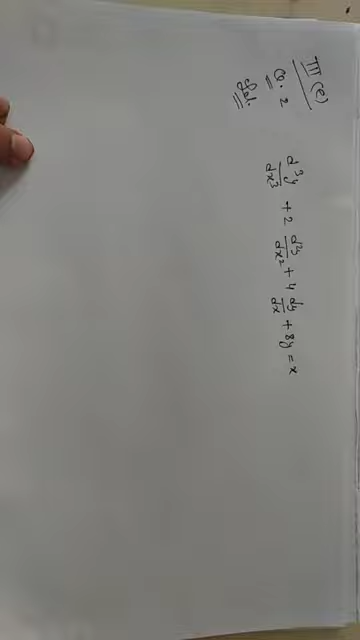 III (e)
Q. 2
Sol.
d³y/dx³ + 2 d²y/dx² + 4 dy/dx + 8y = x